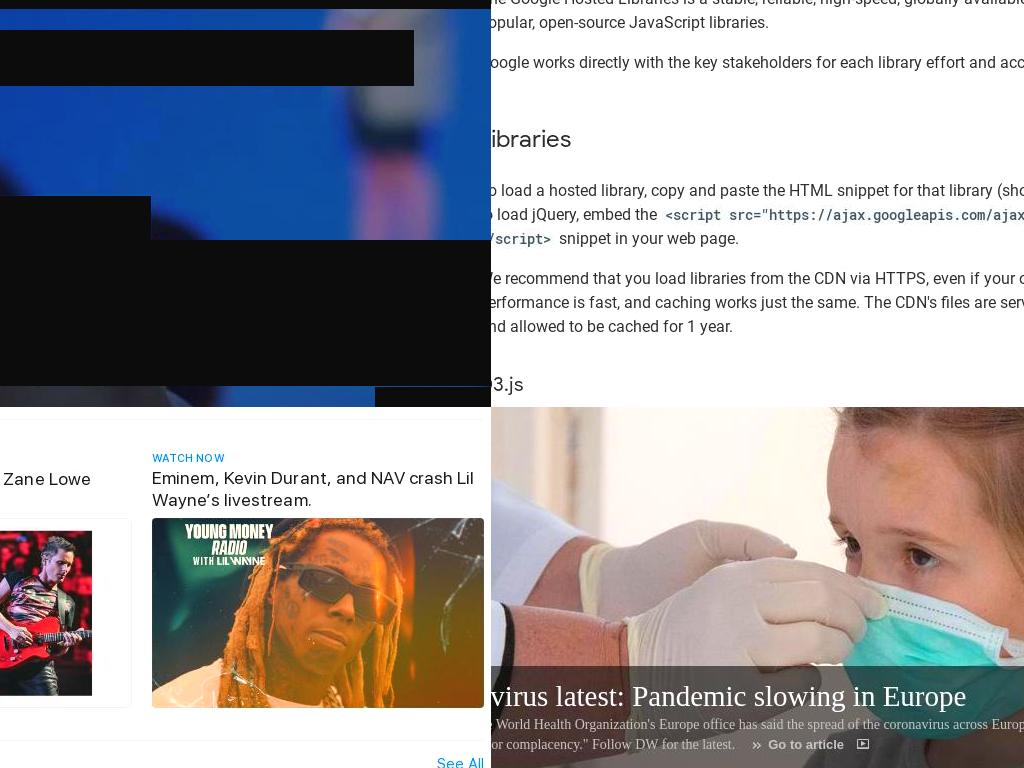 opular, open-source JavaScript libraries.
oogle works directly with the key stakeholders for each library effort and acc
ibraries
o load a hosted library, copy and paste the HTML snippet for that library (sho
load jQuery, embed the <script src="https://ajax.googleapis.com/ajax
/script> snippet in your web page.
We recommend that you load libraries from the CDN via HTTPS, even if your o
erformance is fast, and caching works just the same. The CDN's files are serv
nd allowed to be cached for 1 year.
D3.js
WATCH NOW
Zane Lowe
Eminem, Kevin Durant, and NAV crash Lil
Wayne's livestream.
YOUNG MONEY
RADIO
WITH LIL WAYNE
See All
virus latest: Pandemic slowing in Europe
World Health Organization's Europe office has said the spread of the coronavirus across Europ
or complacency." Follow DW for the latest. » Go to article